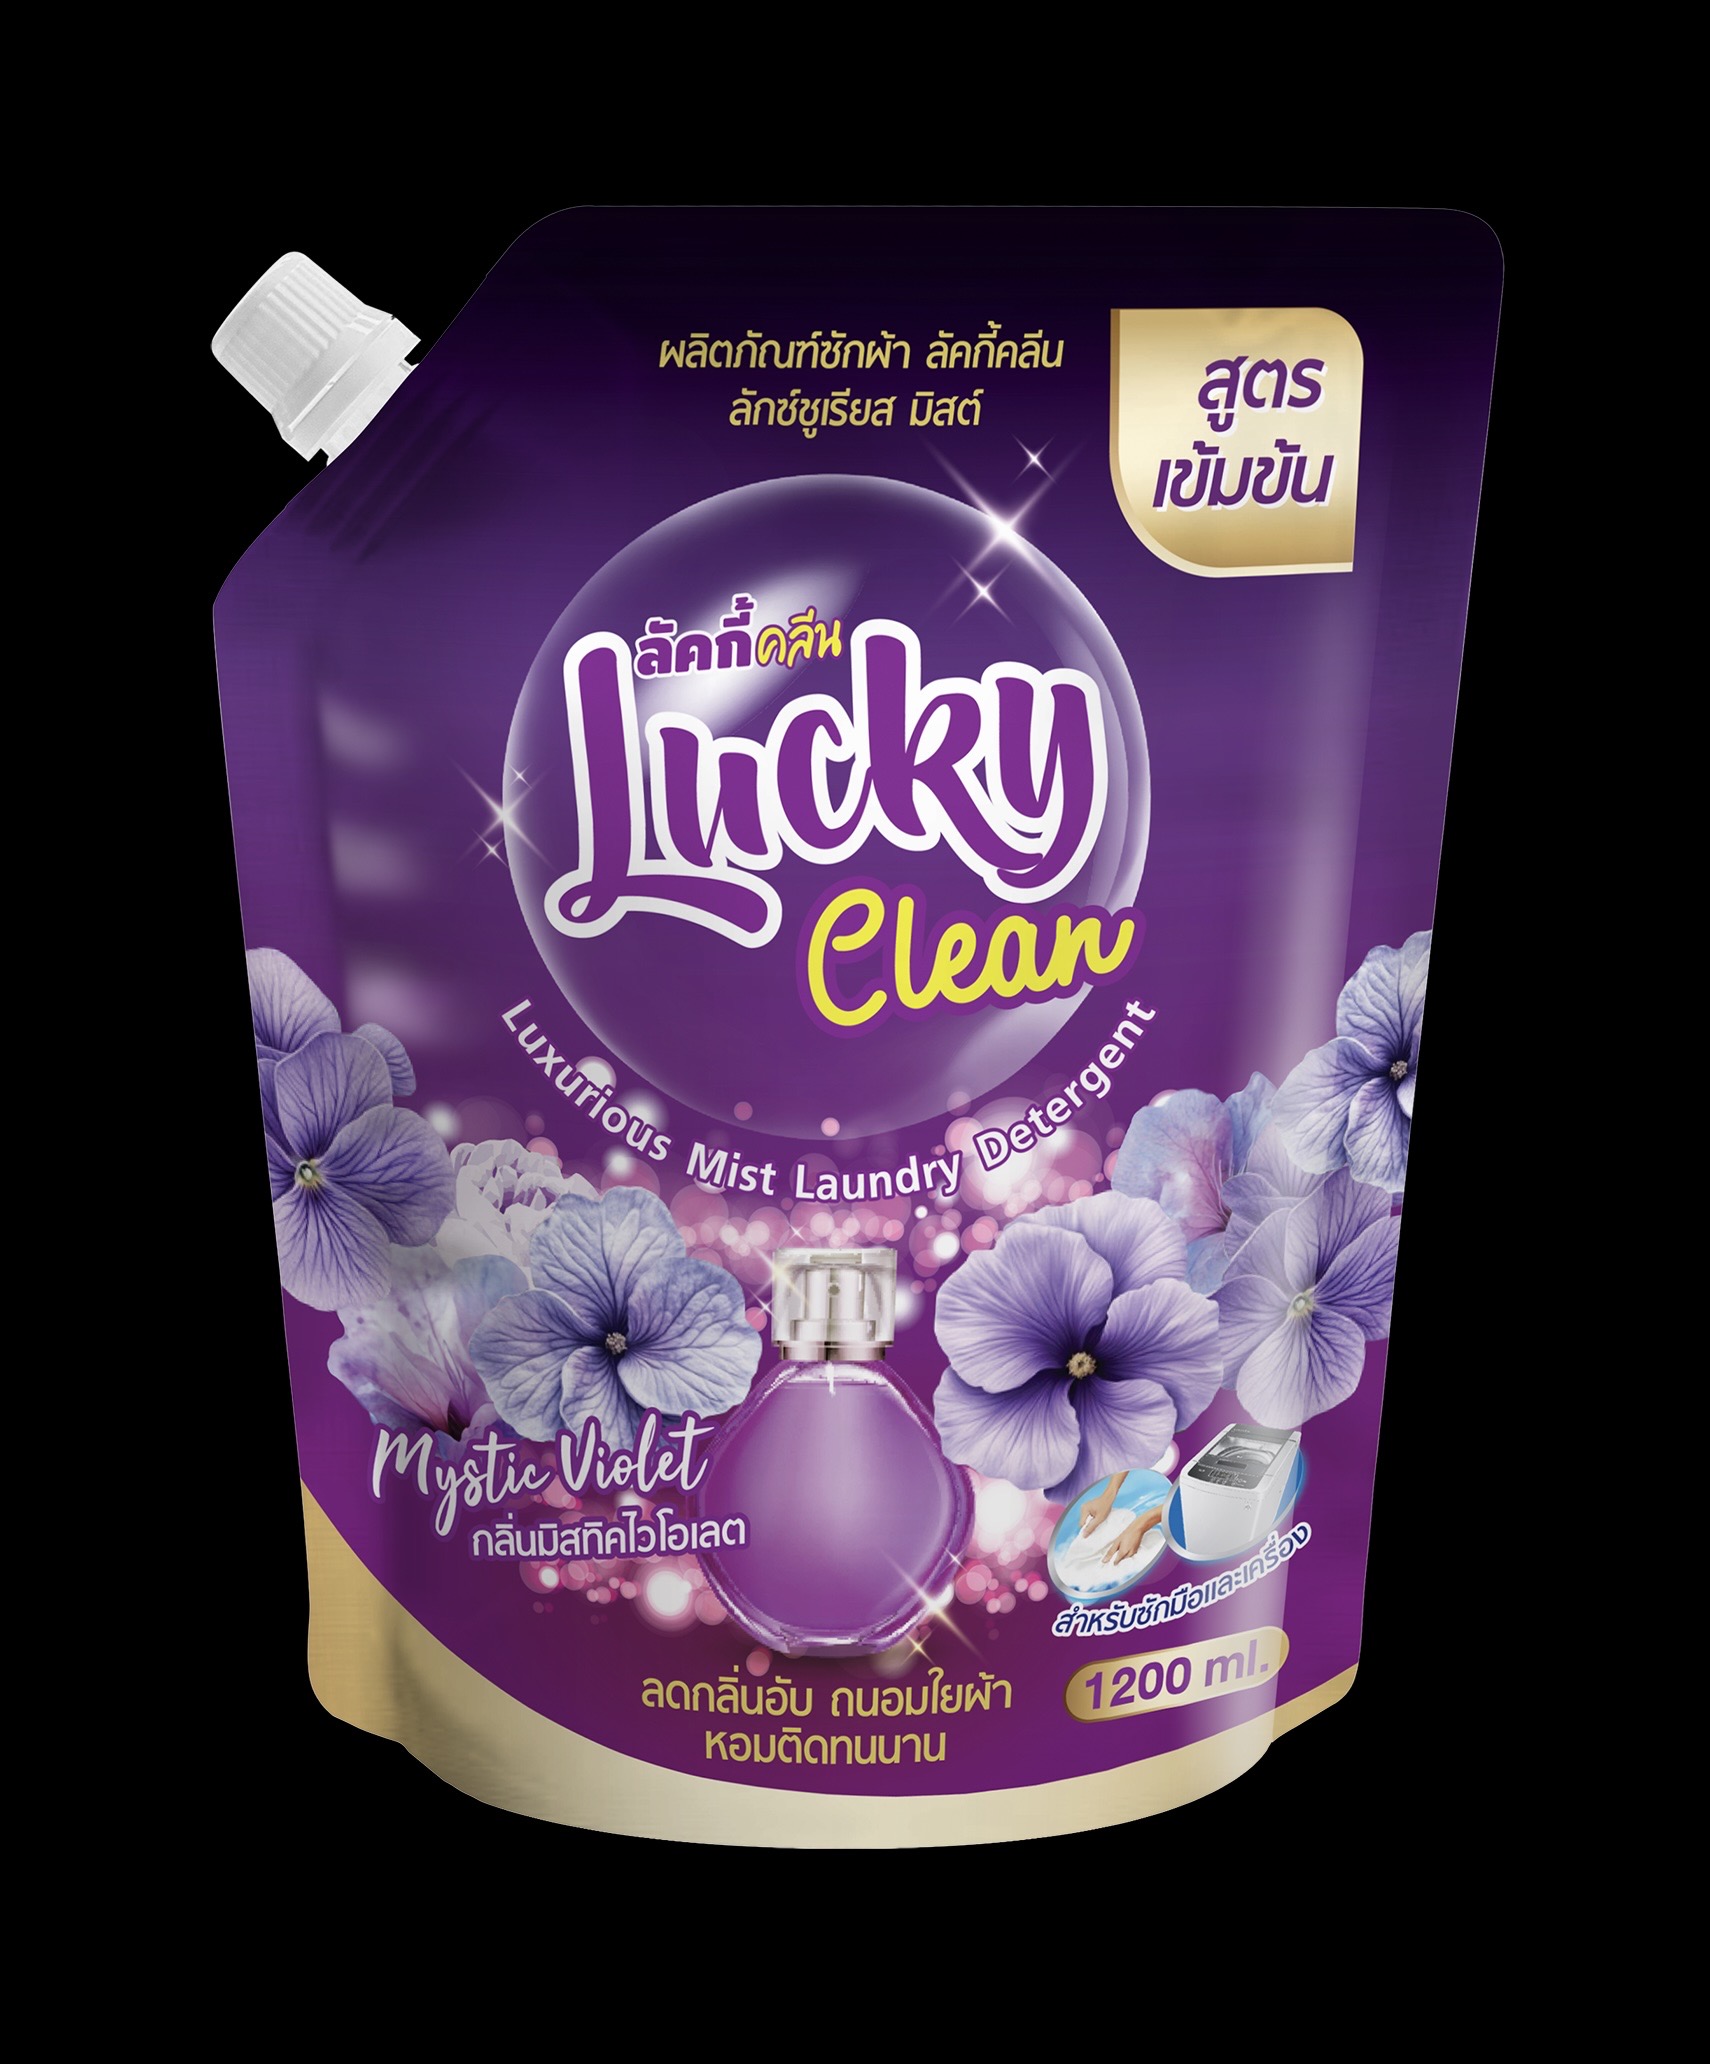 ผลิตภัณฑ์ซักผ้า ลัคกี้คลีน
ลักซ์ชูเรียส มิสต์
สูตร
เข้มข้น
ลัคกี้คลีน
Lucky
Clean
Luxurious Mist Laundry Detergent
Mystic Violet
กลิ่นมิสทิคไวโอเลต
สำหรับซักมือและเครื่อง
1200 ml.
ลดกลิ่นอับ ถนอมใยผ้า
หอมติดทนนาน